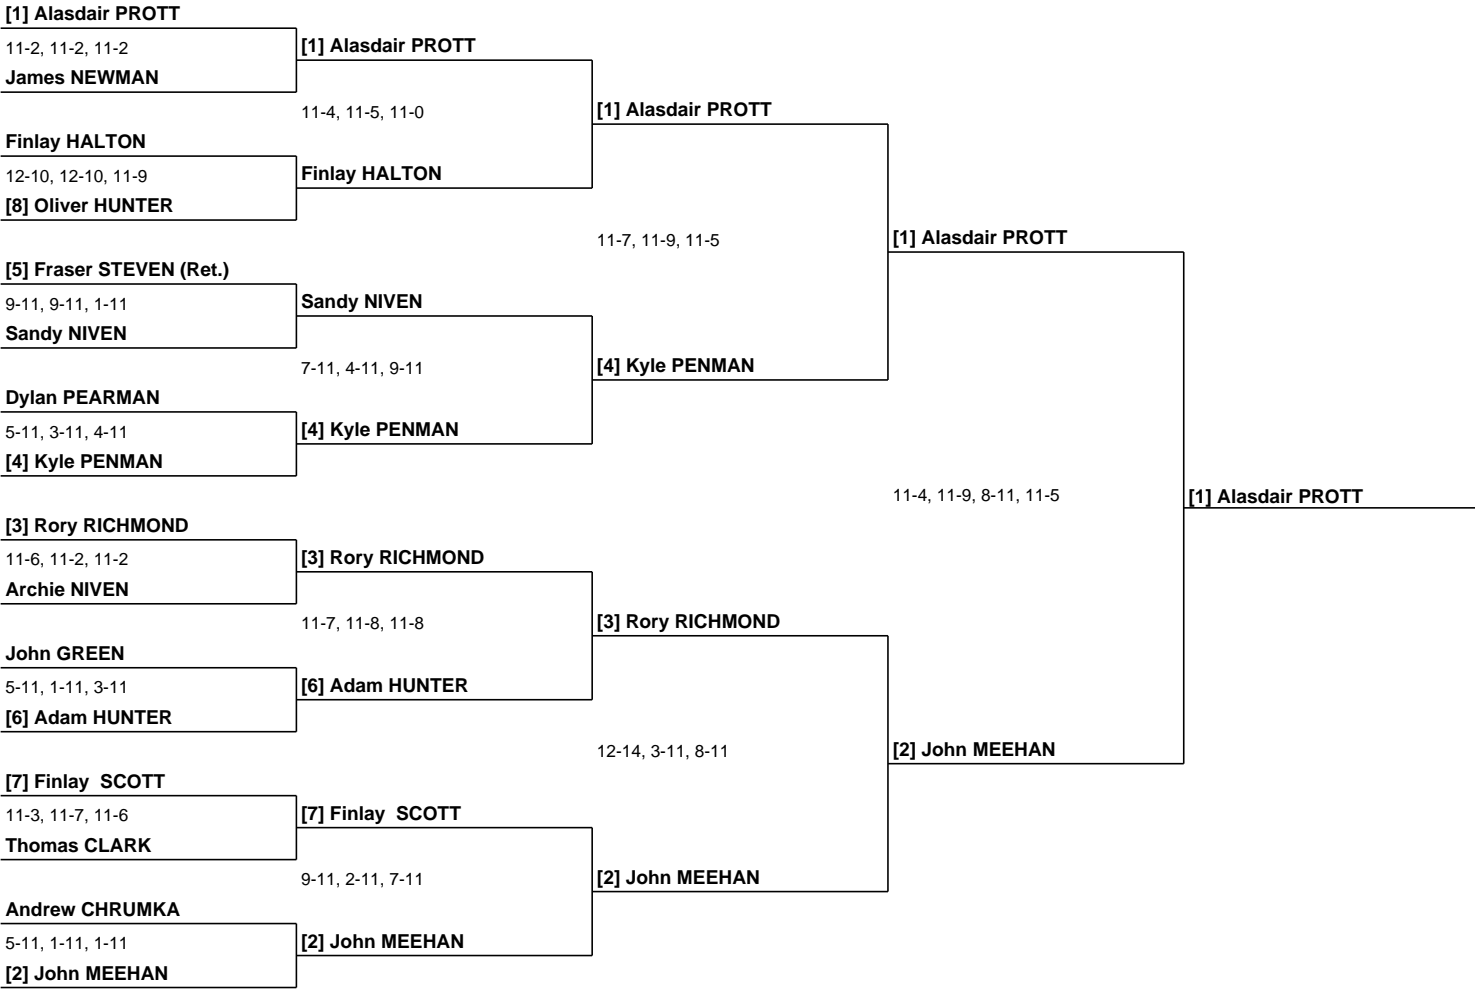 [1] Alasdair PROTT
11-2, 11-2, 11-2
James NEWMAN
Finlay HALTON
12-10, 12-10, 11-9
[8] Oliver HUNTER
[5] Fraser STEVEN (Ret.)
9-11, 9-11, 1-11
Sandy NIVEN
Dylan PEARMAN
5-11, 3-11, 4-11
[4] Kyle PENMAN
[3] Rory RICHMOND
11-6, 11-2, 11-2
Archie NIVEN
John GREEN
5-11, 1-11, 3-11
[6] Adam HUNTER
[7] Finlay  SCOTT
11-3, 11-7, 11-6
Thomas CLARK
Andrew CHRUMKA
5-11, 1-11, 1-11
[2] John MEEHAN
[1] Alasdair PROTT
11-4, 11-5, 11-0
Finlay HALTON
Sandy NIVEN
7-11, 4-11, 9-11
[4] Kyle PENMAN
[3] Rory RICHMOND
11-7, 11-8, 11-8
[6] Adam HUNTER
[7] Finlay  SCOTT
9-11, 2-11, 7-11
[2] John MEEHAN
[1] Alasdair PROTT
11-7, 11-9, 11-5
[4] Kyle PENMAN
[3] Rory RICHMOND
12-14, 3-11, 8-11
[2] John MEEHAN
[1] Alasdair PROTT
11-4, 11-9, 8-11, 11-5
[2] John MEEHAN
[1] Alasdair PROTT